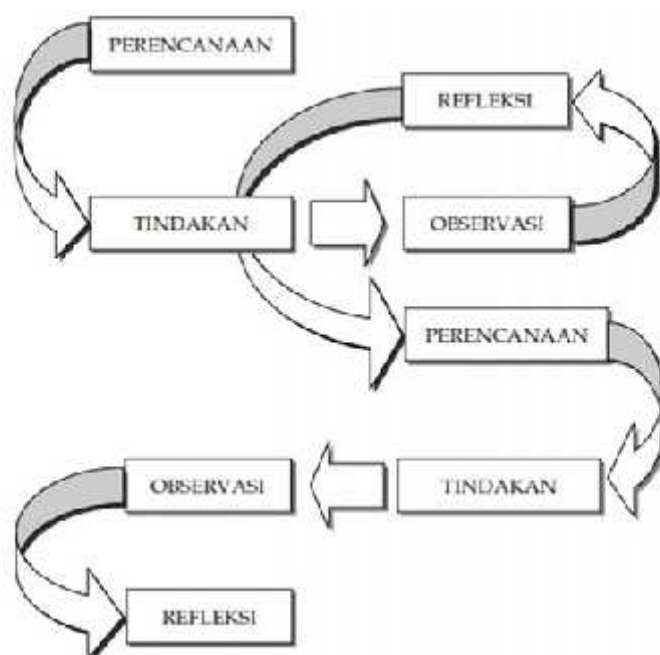 PERENCANAAN
TINDAKAN
OBSERVASI
REFLEKSI
PERENCANAAN
TINDAKAN
OBSERVASI
REFLEKSI